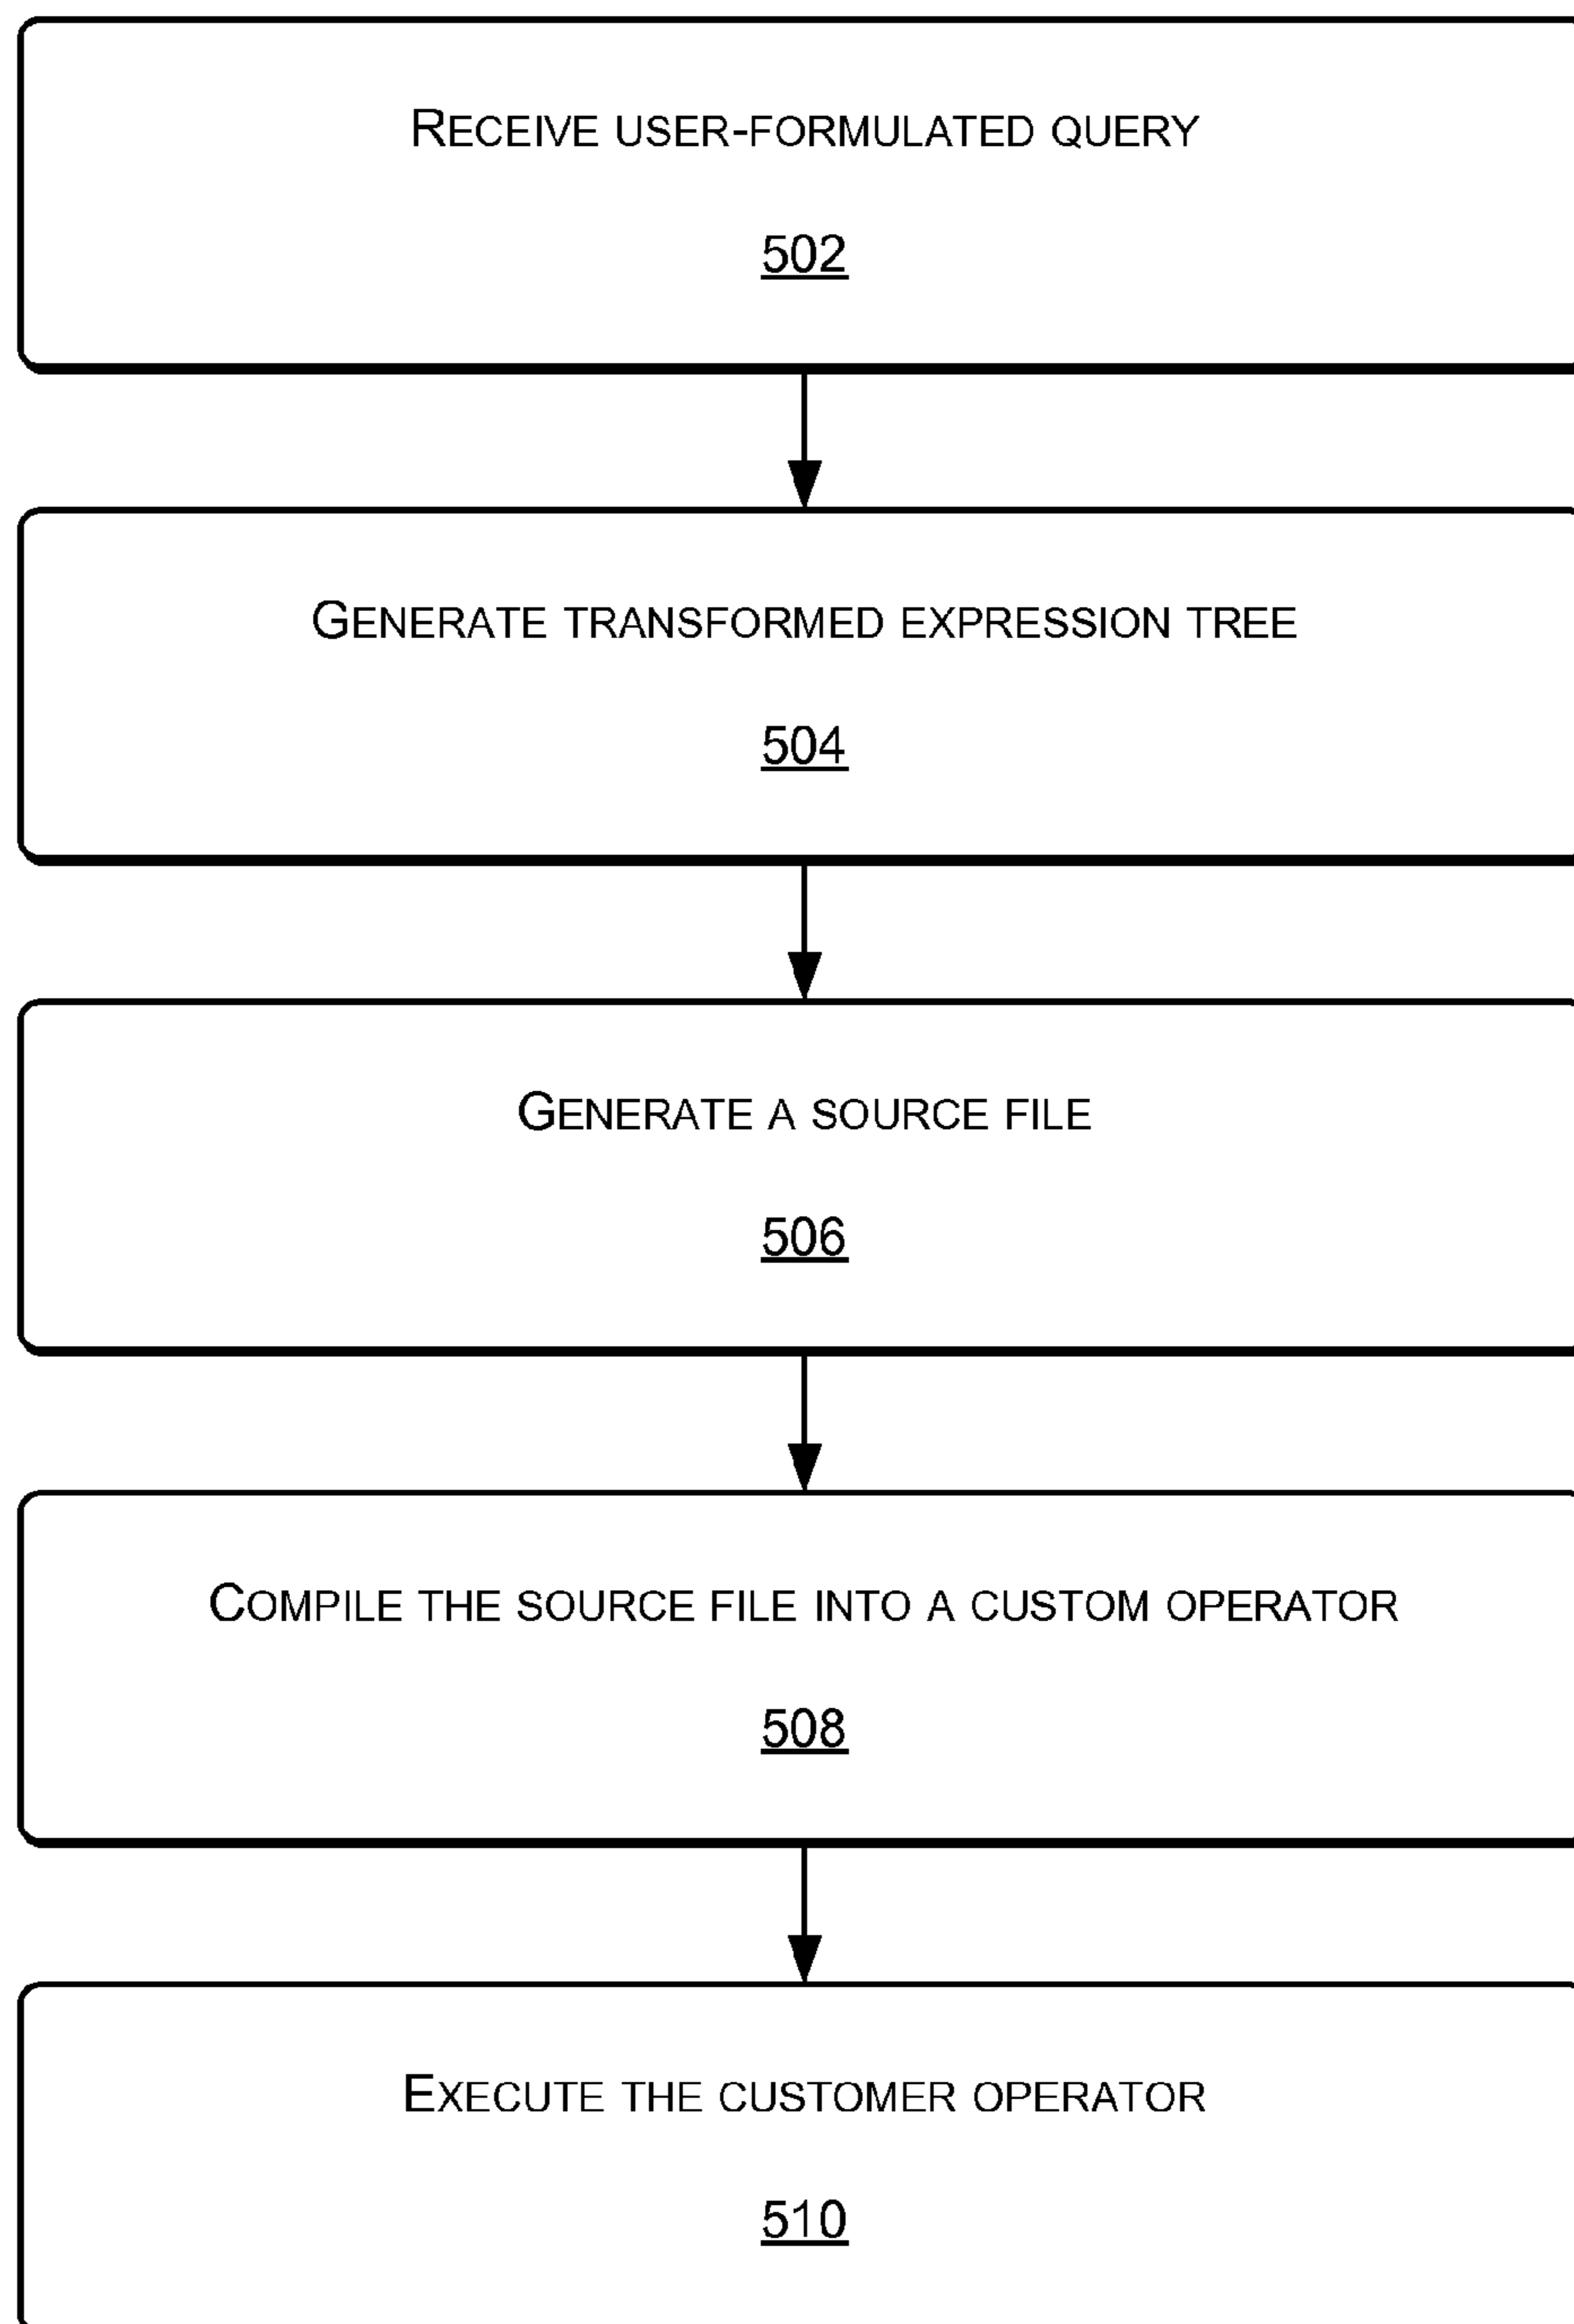 RECEIVE USER-FORMULATED QUERY
502
GENERATE TRANSFORMED EXPRESSION TREE
504
GENERATE A SOURCE FILE
506
COMPILE THE SOURCE FILE INTO A CUSTOM OPERATOR
508
EXECUTE THE CUSTOMER OPERATOR
510